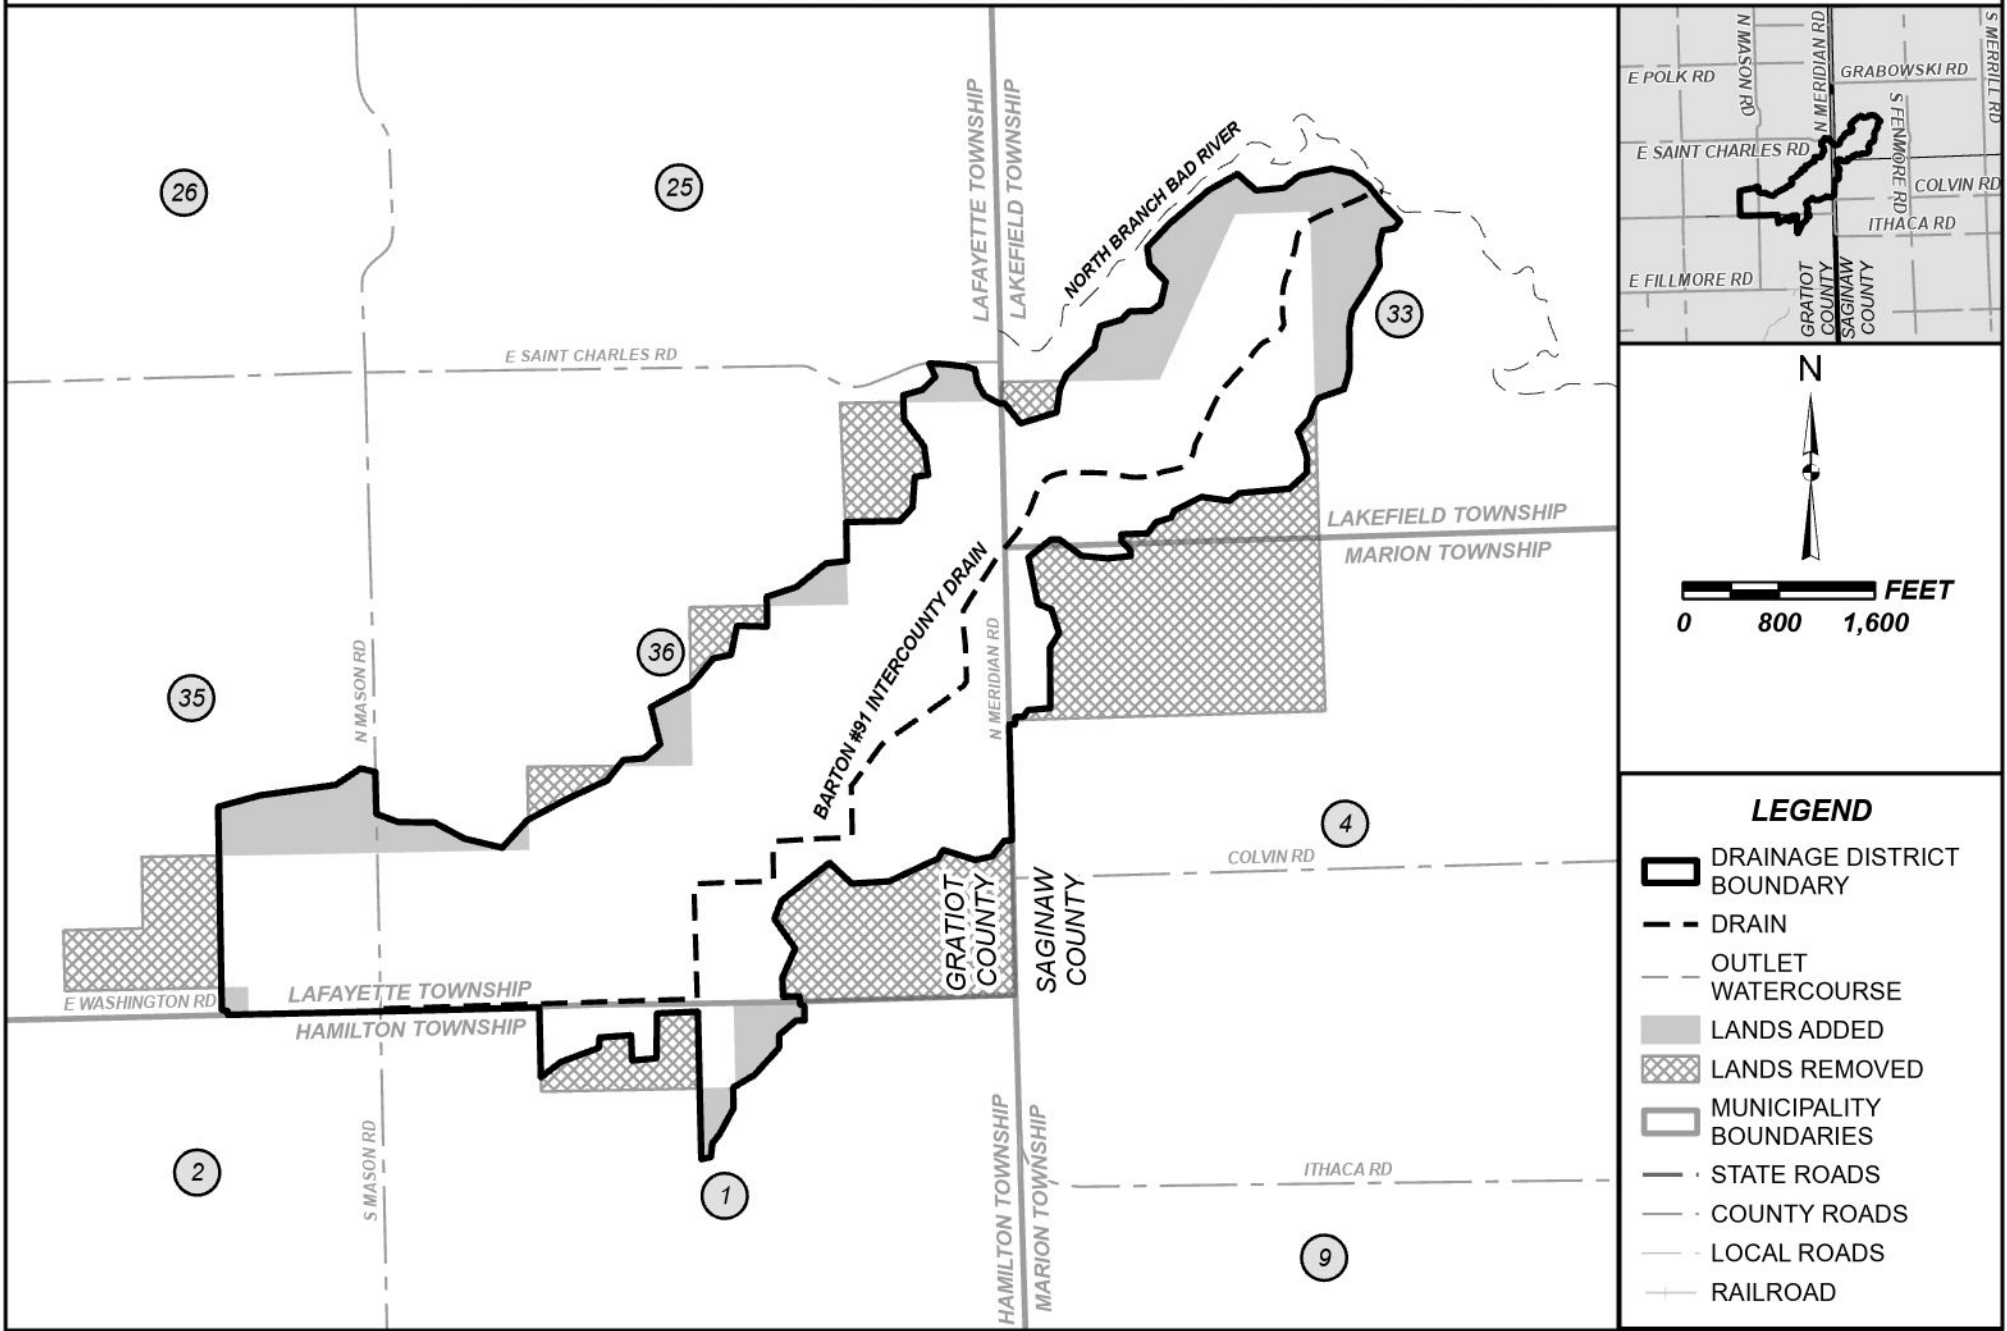 26
25
LAFAYETTE TOWNSHIP
LAKEFIELD TOWNSHIP
NORTH BRANCH BAD RIVER
33
E SAINT CHARLES RD
LAKEFIELD TOWNSHIP
MARION TOWNSHIP
BARTON #91 INTERCOUNTY DRAIN
36
35
N MASON RD
N MERIDIAN RD
4
COLVIN RD
GRATIOT
COUNTY
SAGINAW
COUNTY
E WASHINGTON RD
LAFAYETTE TOWNSHIP
HAMILTON TOWNSHIP
2
S MASON RD
1
HAMILTON TOWNSHIP
MARION TOWNSHIP
ITHACA RD
9
N MASON RD
N MERIDIAN RD
S MERRILL RD
E POLK RD
GRABOWSKI RD
S FENMORE RD
E SAINT CHARLES RD
COLVIN RD
ITHACA RD
E FILLMORE RD
GRATIOT
COUNTY
SAGINAW
COUNTY
N
FEET
0 800 1,600
LEGEND
DRAINAGE DISTRICT
BOUNDARY
DRAIN
OUTLET
WATERCOURSE
LANDS ADDED
LANDS REMOVED
MUNICIPALITY
BOUNDARIES
STATE ROADS
COUNTY ROADS
LOCAL ROADS
RAILROAD